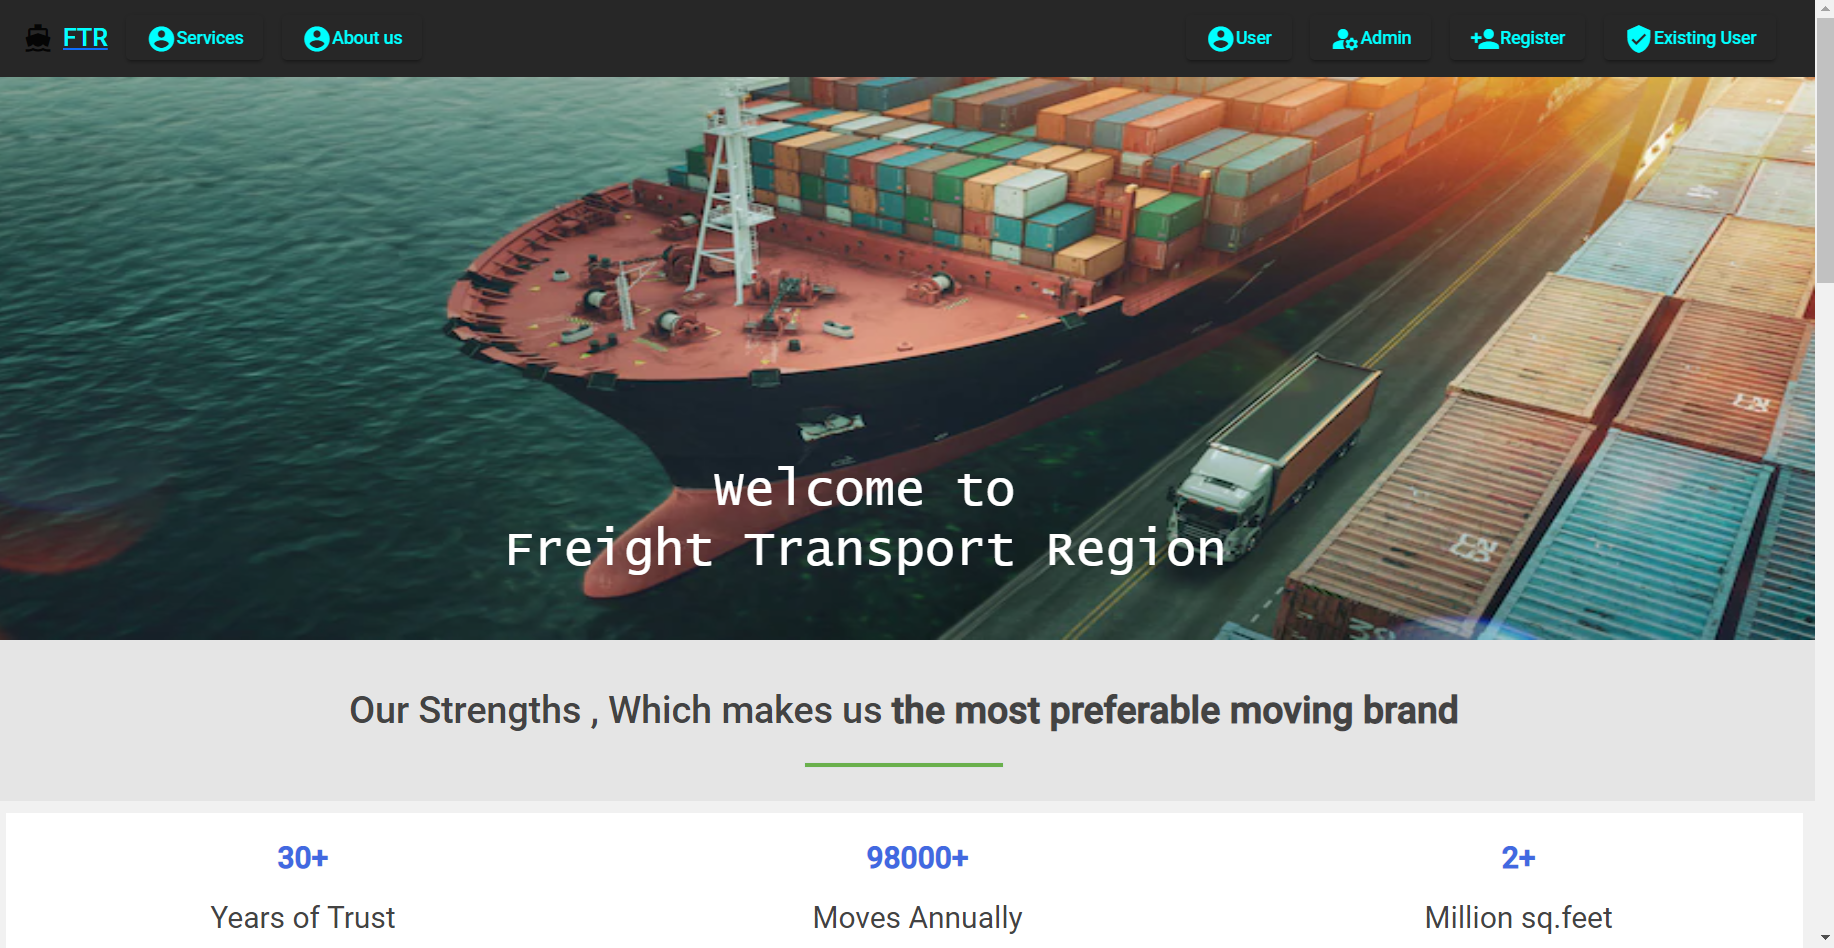 FTR
Services
About us
User
Admin
Register
Existing User
Welcome to
Freight Transport Region
Our Strengths , Which makes us the most preferable moving brand
30+
98000+
2+
Years of Trust
Moves Annually
Million sq.feet